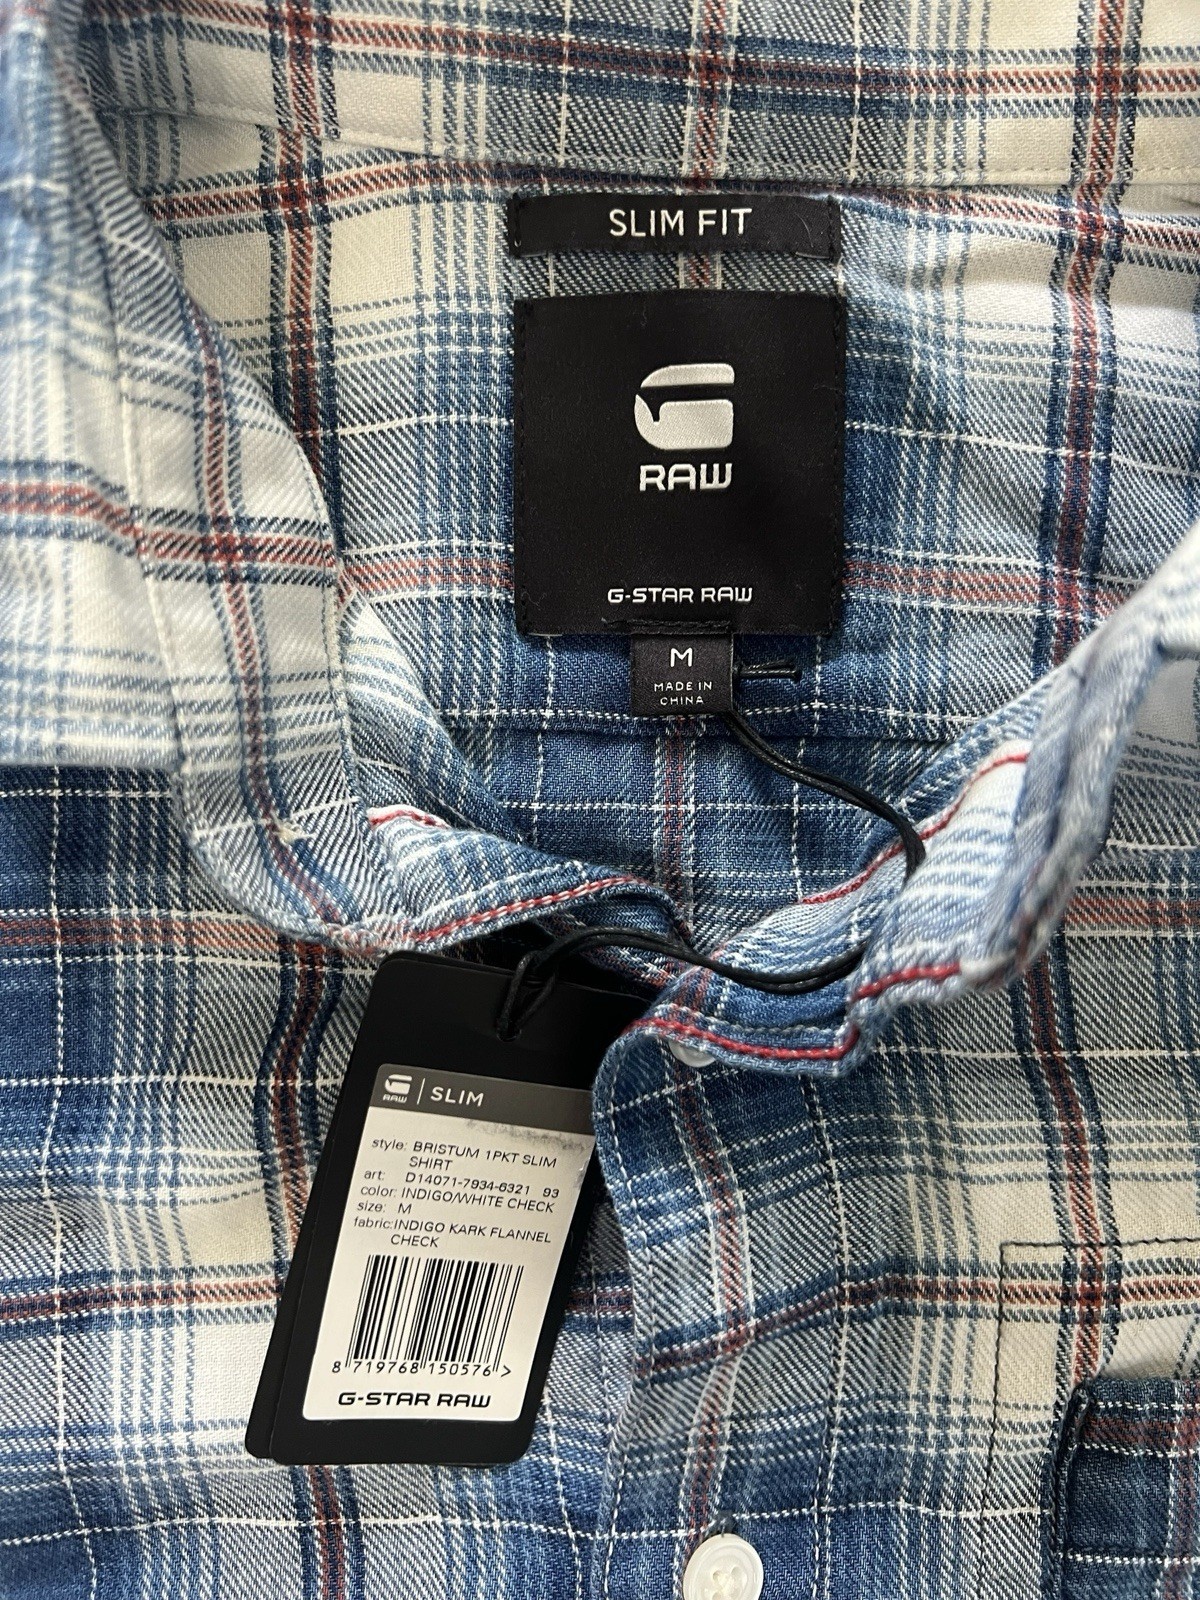 SLIM FIT
RAW
G-STAR RAW
M
MADE IN
CHINA
RAW SLIM
style: BRISTUM 1PKT SLIM
SHIRT
art: D14071-7934-6321 93
color: INDIGO/WHITE CHECK
size: M
fabric:INDIGO KARK FLANNEL
CHECK
8 719768 150576 >
G-STAR RAW